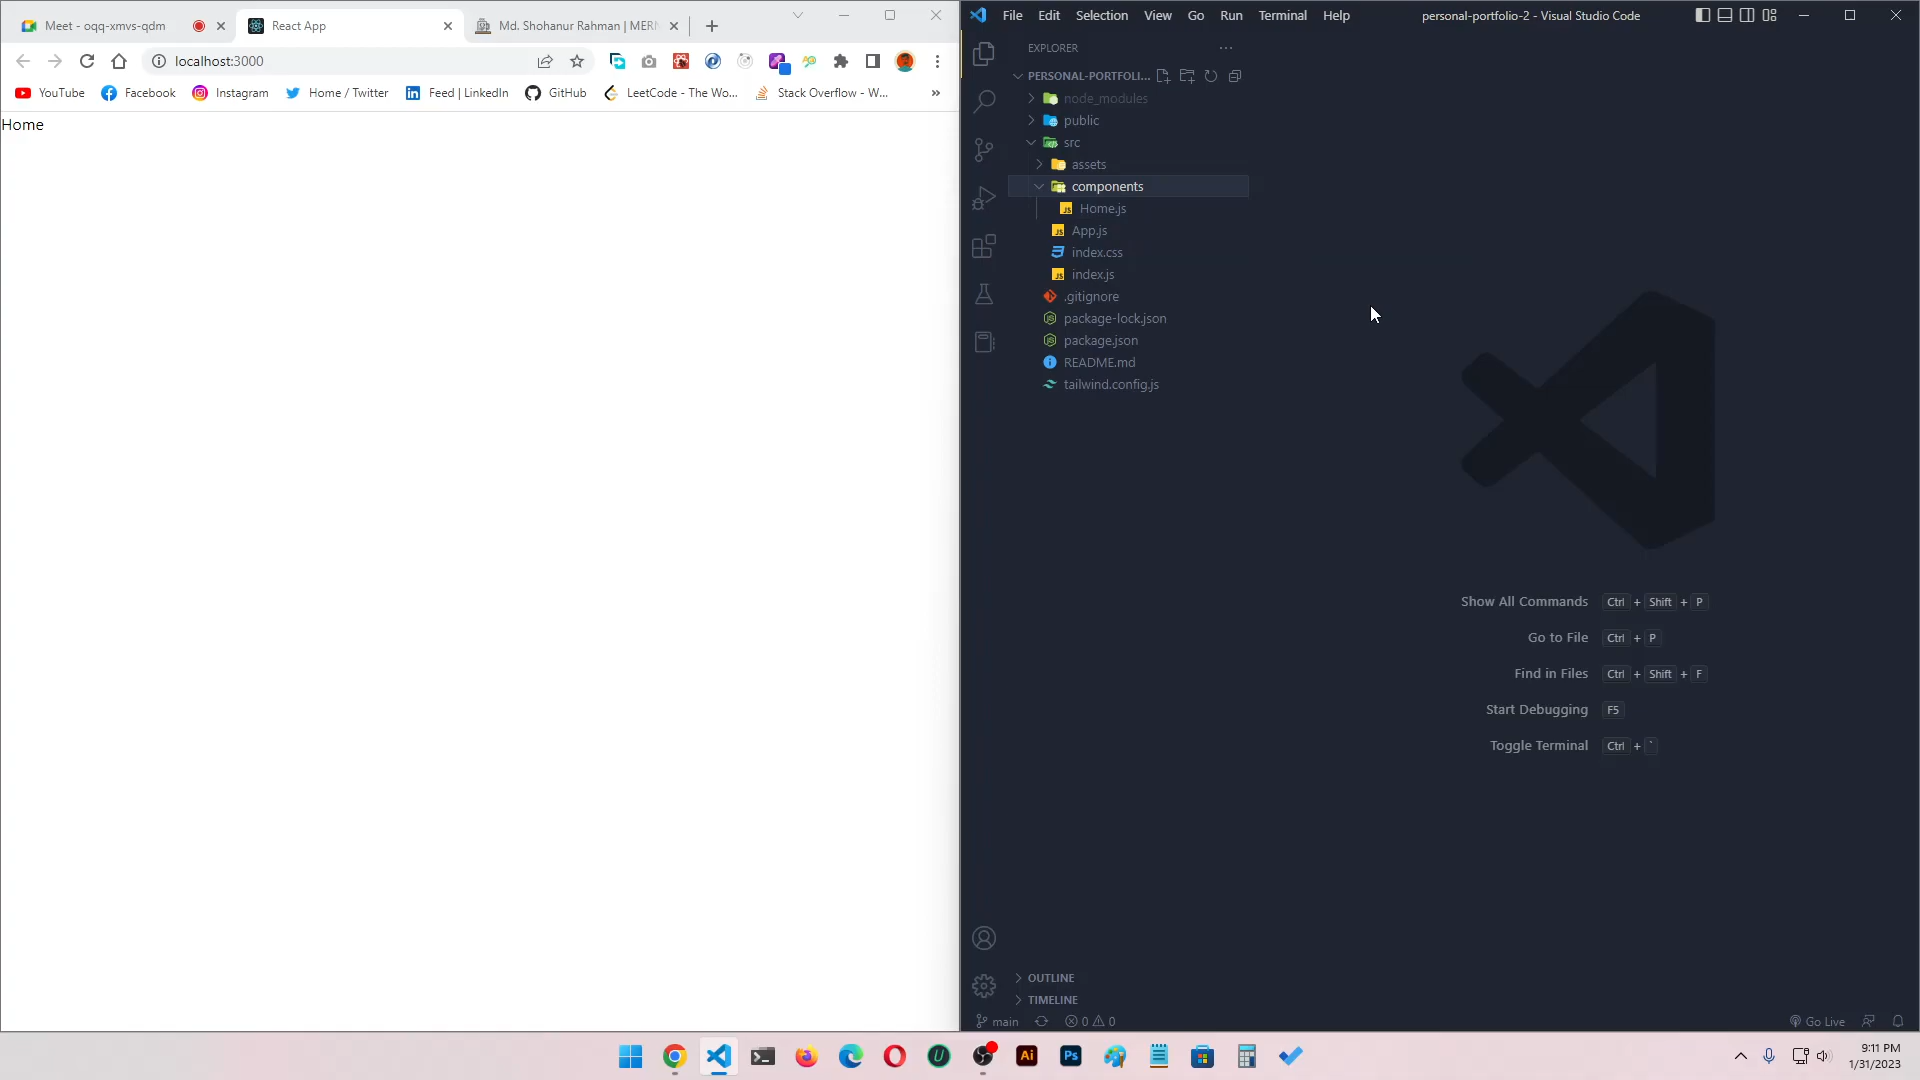 Meet - oqq-xmvs-qdm
React App
Md. Shohanur Rahman | MERN
localhost:3000
YouTube
Facebook
Instagram
Home / Twitter
Feed | LinkedIn
GitHub
LeetCode - The Wo...
Stack Overflow - W...
»
Home
File Edit Selection View Go Run Terminal Help
personal-portfolio-2 - Visual Studio Code
EXPLORER
PERSONAL-PORTFOLI...
node_modules
public
src
assets
components
JS Home.js
JS App.js
index.css
JS index.js
.gitignore
package-lock.json
package.json
README.md
tailwind.config.js
Show All Commands Ctrl + Shift + P
Go to File Ctrl + P
Find in Files Ctrl + Shift + F
Start Debugging F5
Toggle Terminal Ctrl + `
OUTLINE
TIMELINE
main
0 0
Go Live
U
Ai
Ps
9:11 PM
1/31/2023